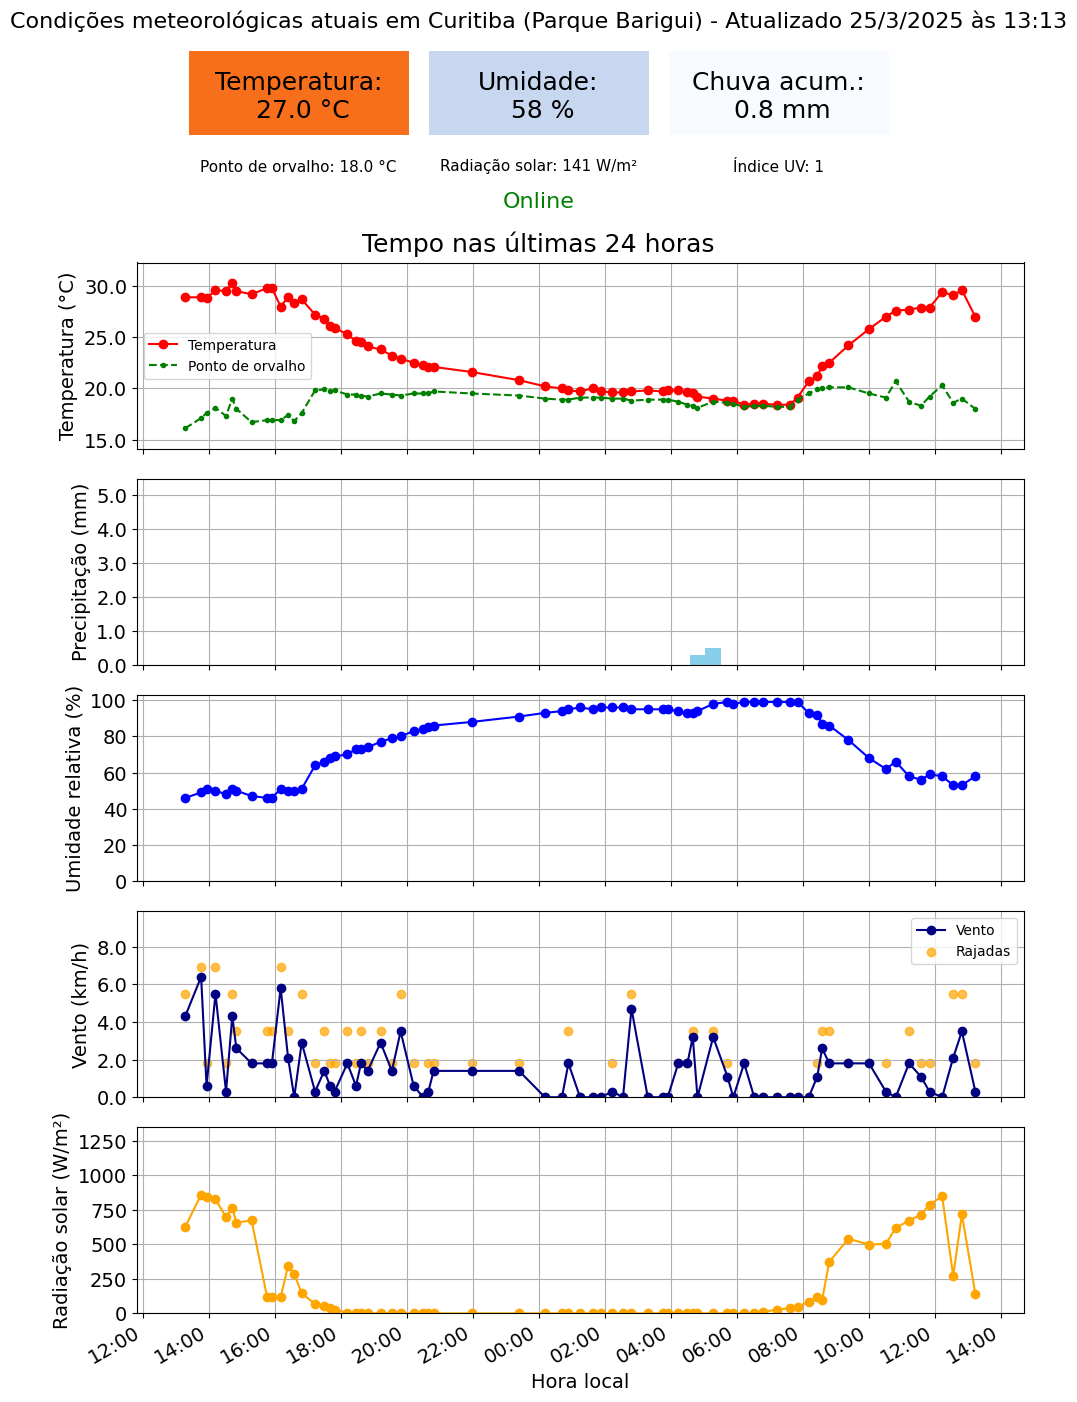 Condições meteorológicas atuais em Curitiba (Parque Barigui) - Atualizado 25/3/2025 às 13:13
Temperatura:
27.0 °C
Umidade:
58 %
Chuva acum.:
0.8 mm
Ponto de orvalho: 18.0 °C
Radiação solar: 141 W/m²
Índice UV: 1
Online
Tempo nas últimas 24 horas
Temperatura (°C)
30.0
25.0
20.0
15.0
Temperatura
Ponto de orvalho
Precipitação (mm)
5.0
4.0
3.0
2.0
1.0
0.0
Umidade relativa (%)
100
80
60
40
20
0
Vento (km/h)
8.0
6.0
4.0
2.0
0.0
Vento
Rajadas
Radiação solar (W/m²)
1250
1000
750
500
250
0
12:00
14:00
16:00
18:00
20:00
22:00
00:00
02:00
04:00
06:00
08:00
10:00
12:00
14:00
Hora local